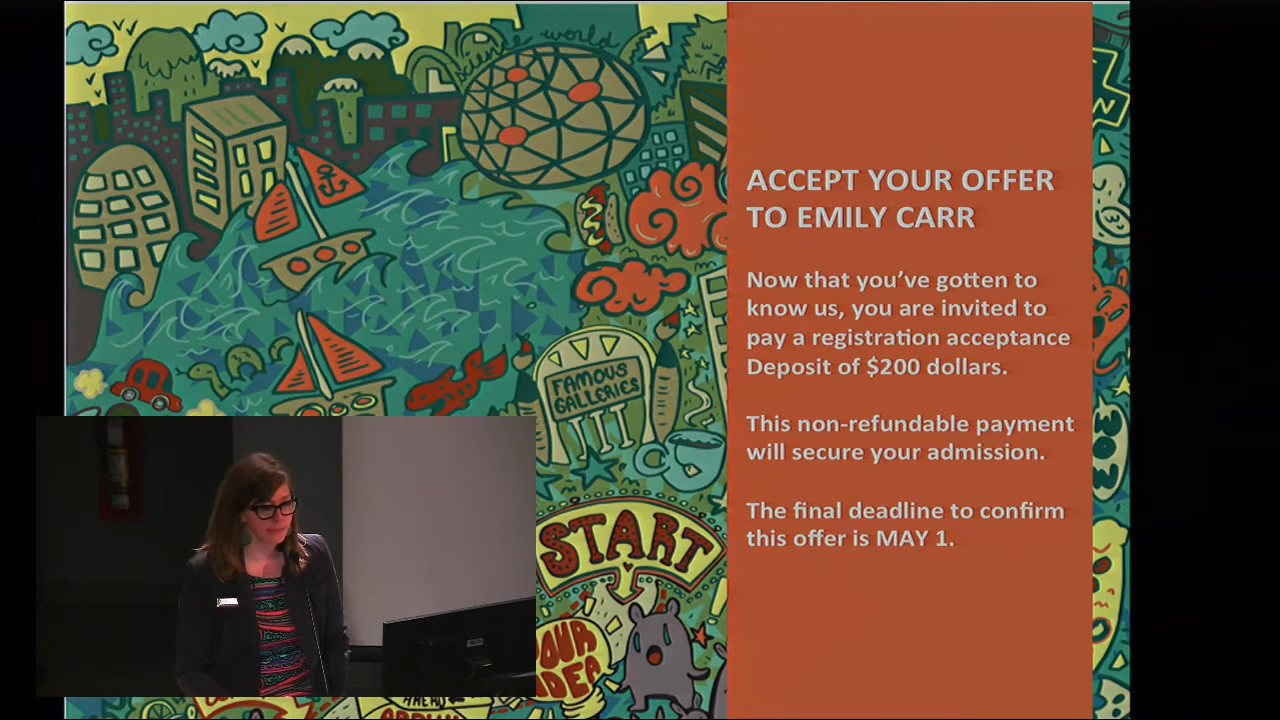 world
ACCEPT YOUR OFFER
TO EMILY CARR
Now that you’ve gotten to
know us, you are invited to
pay a registration acceptance
Deposit of $200 dollars.
This non-refundable payment
will secure your admission.
The final deadline to confirm
this offer is MAY 1.
FAMOUS
GALLERIES
START
OUR
IDEA